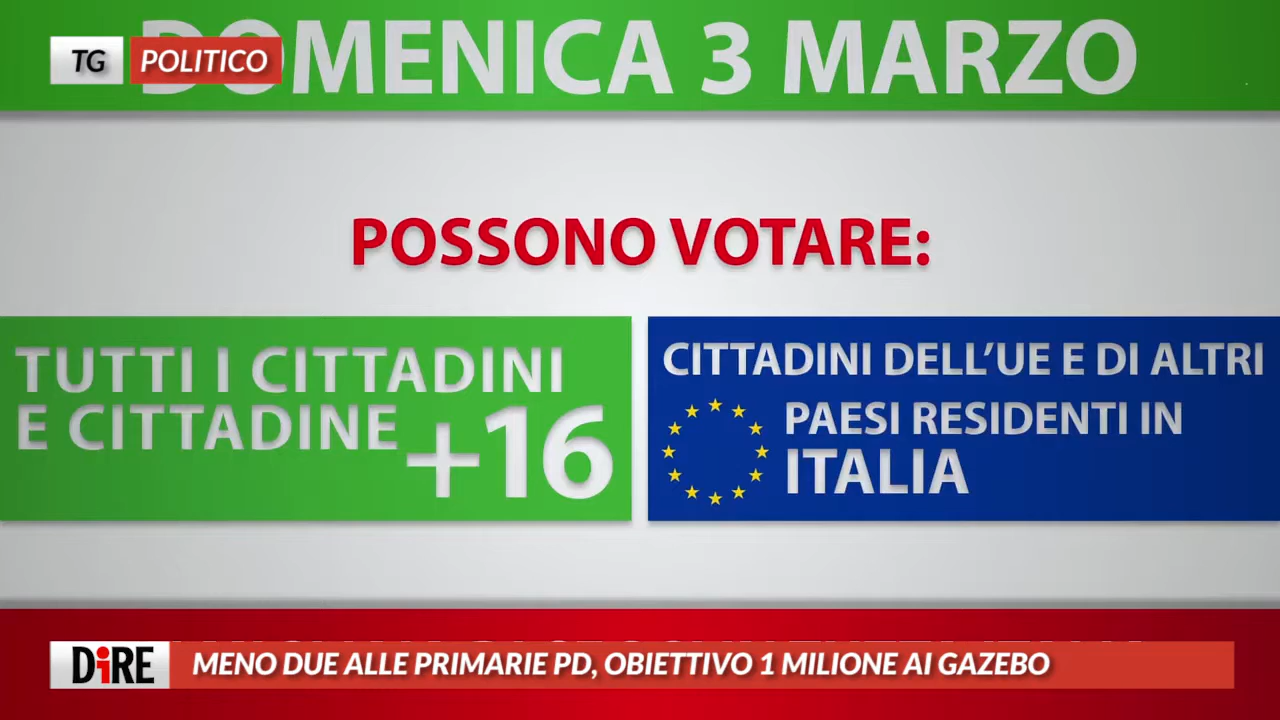 DOMENICA 3 MARZO
TG POLITICO
POSSONO VOTARE:
TUTTI I CITTADINI
E CITTADINE +16
CITTADINI DELL'UE E DI ALTRI
PAESI RESIDENTI IN
ITALIA
DiRE MENO DUE ALLE PRIMARIE PD, OBIETTIVO 1 MILIONE AI GAZEBO